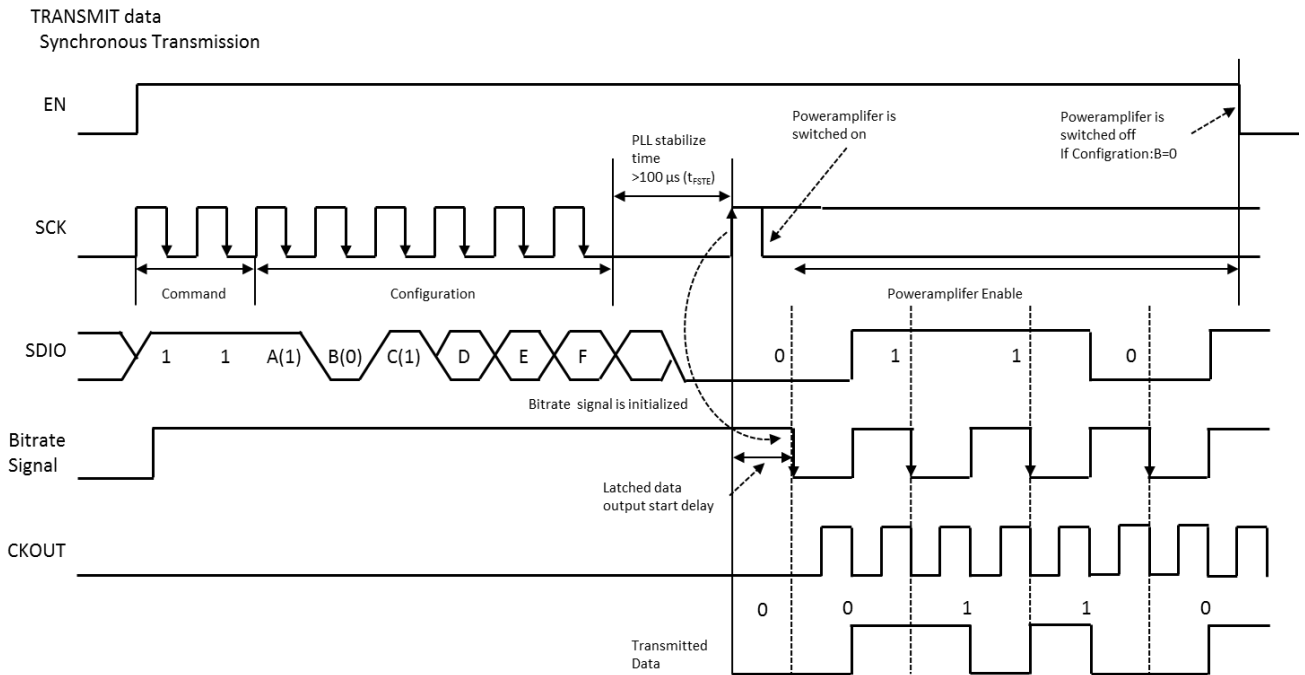 TRANSMIT data
Synchronous Transmission
EN
PLL stabilize
time
>100 μs (tFSTE)
Poweramplifer is
switched on
Poweramplifer is
switched off
If Configration:B=0
SCK
Command
Configuration
Poweramplifer Enable
SDIO
1 1 A(1) B(0) C(1) D E F 0 1 1 0
Bitrate signal is initialized
Bitrate
Signal
Latched data
output start delay
CKOUT
0 0 1 1 0
Transmitted
Data